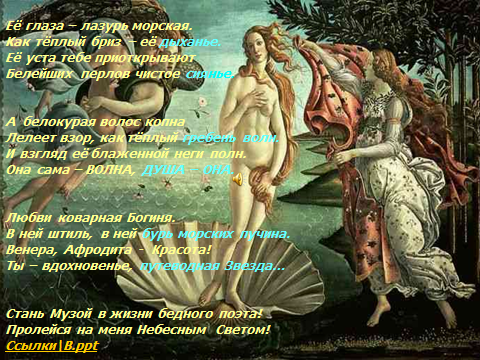 Её глаза – лазурь морская.
Как тёплый бриз – её дыханье.
Её уста тебе приоткрывают
Белейших перлов чистое сиянье.
А белокурая волос копна
Лелеет взор, как тёплый гребень волн.
И взгляд её блаженной неги полн.
Она сама – ВОЛНА, ДУША ОНА.
Любви коварная Богиня.
В ней штиль, в ней бурь морских пучина.
Венера, Афродита - Красота!
Ты – вдохновенье, путеводная Звезда...
Стань Музой в жизни бедного поэта!
Пролейся на меня Небесным Светом!
Ссылки\В.ppt